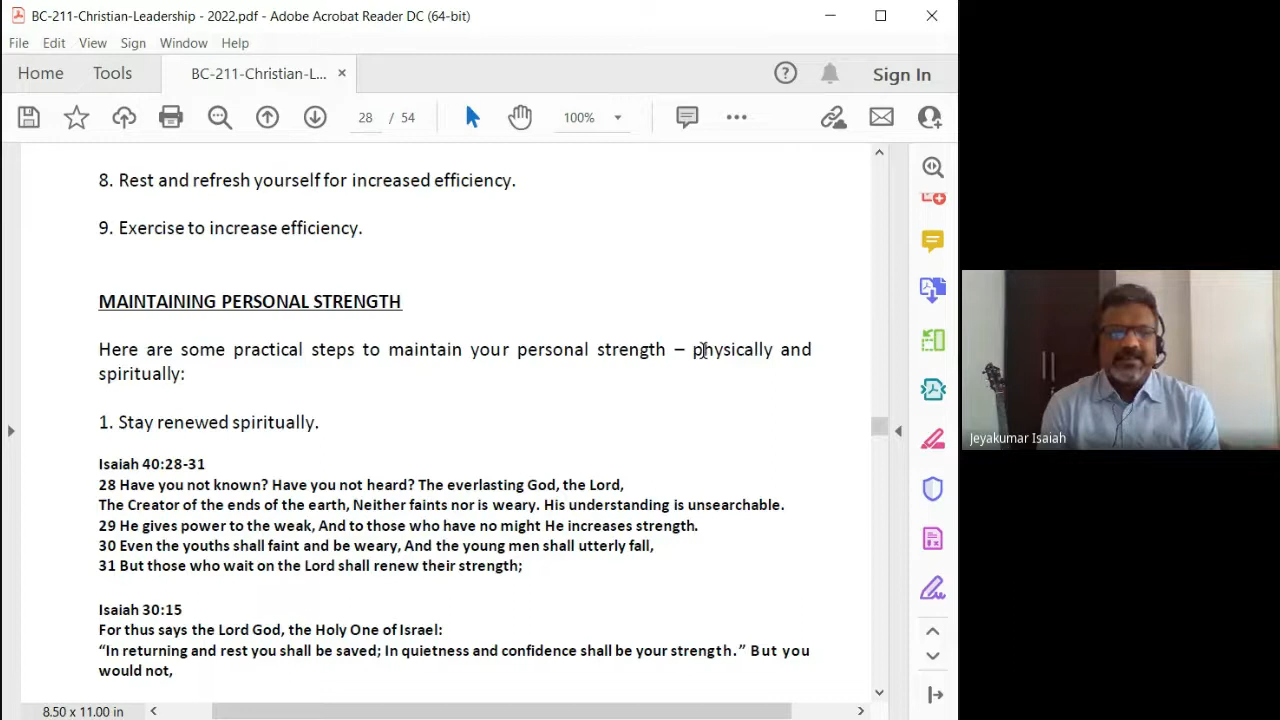 BC-211-Christian-Leadership - 2022.pdf - Adobe Acrobat Reader DC (64-bit)
File Edit View Sign Window Help
Home Tools BC-211-Christian-L... Sign In
28 / 54 100%
8. Rest and refresh yourself for increased efficiency.
9. Exercise to increase efficiency.
MAINTAINING PERSONAL STRENGTH
Here are some practical steps to maintain your personal strength – physically and
spiritually:
1. Stay renewed spiritually.
Isaiah 40:28-31
28 Have you not known? Have you not heard? The everlasting God, the Lord,
The Creator of the ends of the earth, Neither faints nor is weary. His understanding is unsearchable.
29 He gives power to the weak, And to those who have no might He increases strength.
30 Even the youths shall faint and be weary, And the young men shall utterly fall,
31 But those who wait on the Lord shall renew their strength;
Isaiah 30:15
For thus says the Lord God, the Holy One of Israel:
“In returning and rest you shall be saved; In quietness and confidence shall be your strength.” But you
would not,
8.50 x 11.00 in
Jeyakumar Isaiah